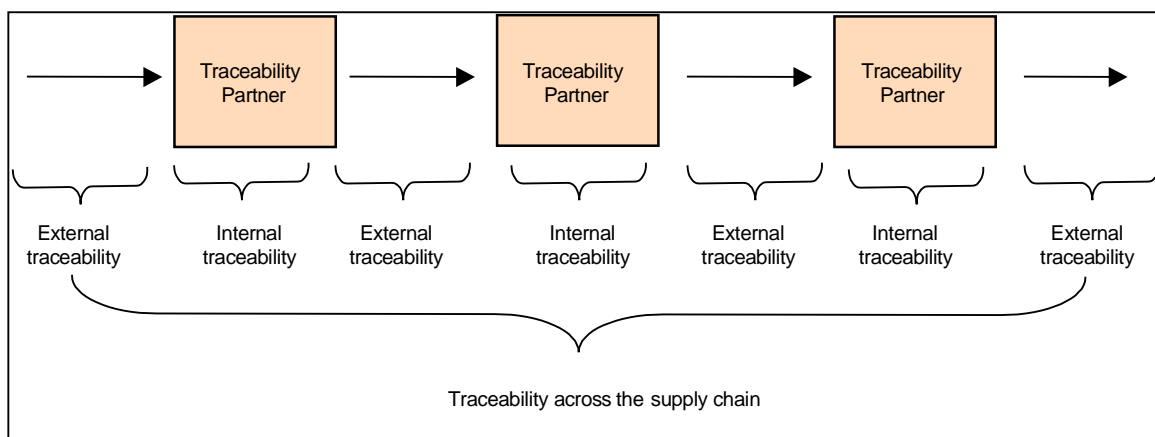 Traceability
Partner
Traceability
Partner
Traceability
Partner
External
traceability
Internal
traceability
External
traceability
Internal
traceability
External
traceability
Internal
traceability
External
traceability
Traceability across the supply chain